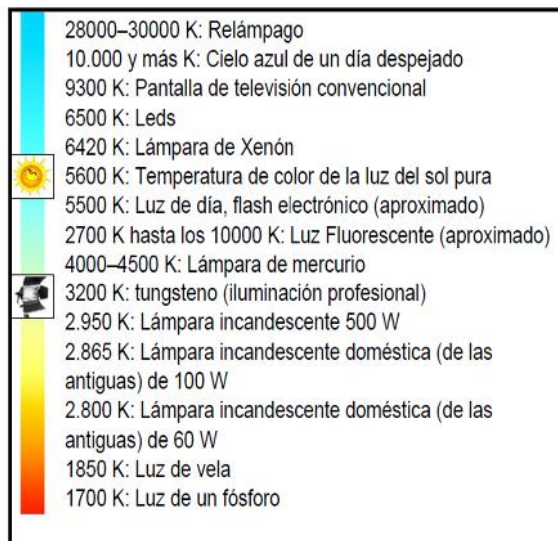 28000–30000 K: Relámpago
10.000 y más K: Cielo azul de un día despejado
9300 K: Pantalla de televisión convencional
6500 K: Leds
6420 K: Lámpara de Xenón
5600 K: Temperatura de color de la luz del sol pura
5500 K: Luz de día, flash electrónico (aproximado)
2700 K hasta los 10000 K: Luz Fluorescente (aproximado)
4000–4500 K: Lámpara de mercurio
3200 K: tungsteno (iluminación profesional)
2.950 K: Lámpara incandescente 500 W
2.865 K: Lámpara incandescente doméstica (de las
antiguas) de 100 W
2.800 K: Lámpara incandescente doméstica (de las
antiguas) de 60 W
1850 K: Luz de vela
1700 K: Luz de un fósforo